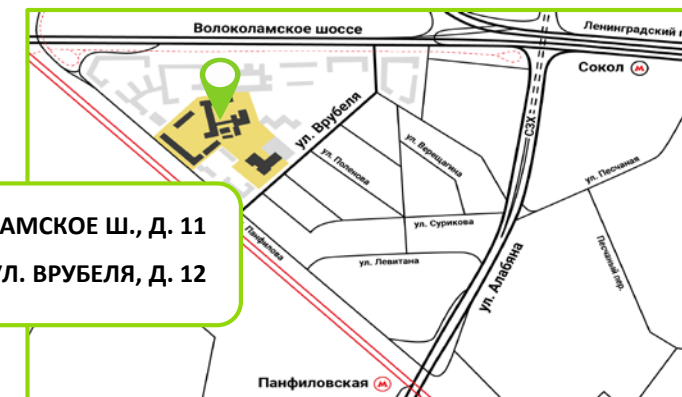 Волоколамское шоссе
Ленинградский
Сокол М
ул. Врубеля
СЗХ
ул. Верещагина
ул. Поленова
ул. Песчаная
АМСКОЕ Ш., Д. 11
УЛ. ВРУБЕЛЯ, Д. 12
Панфилова
ул. Сурикова
ул. Левитана
Песчаный пер.
ул. Алабяна
Панфиловская М